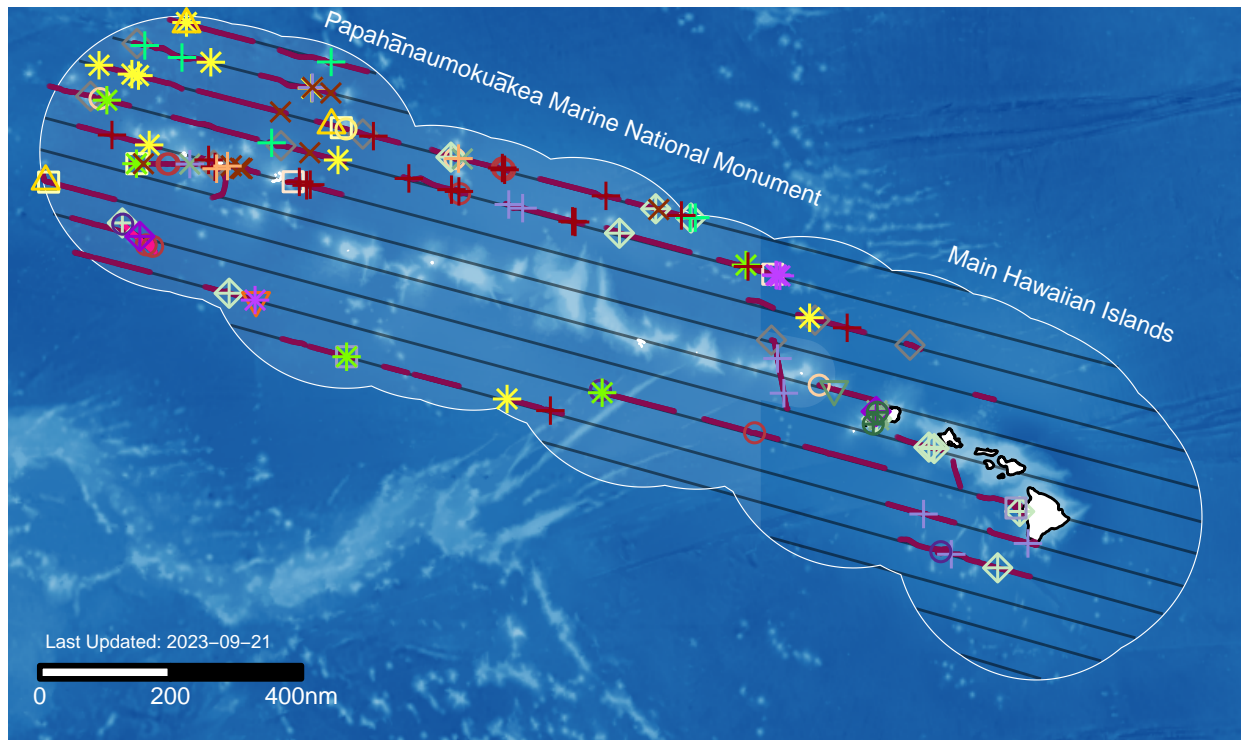 Papahānaumokuākea Marine National Monument
Main Hawaiian Islands
Last Updated: 2023−09−21
0 200 400nm